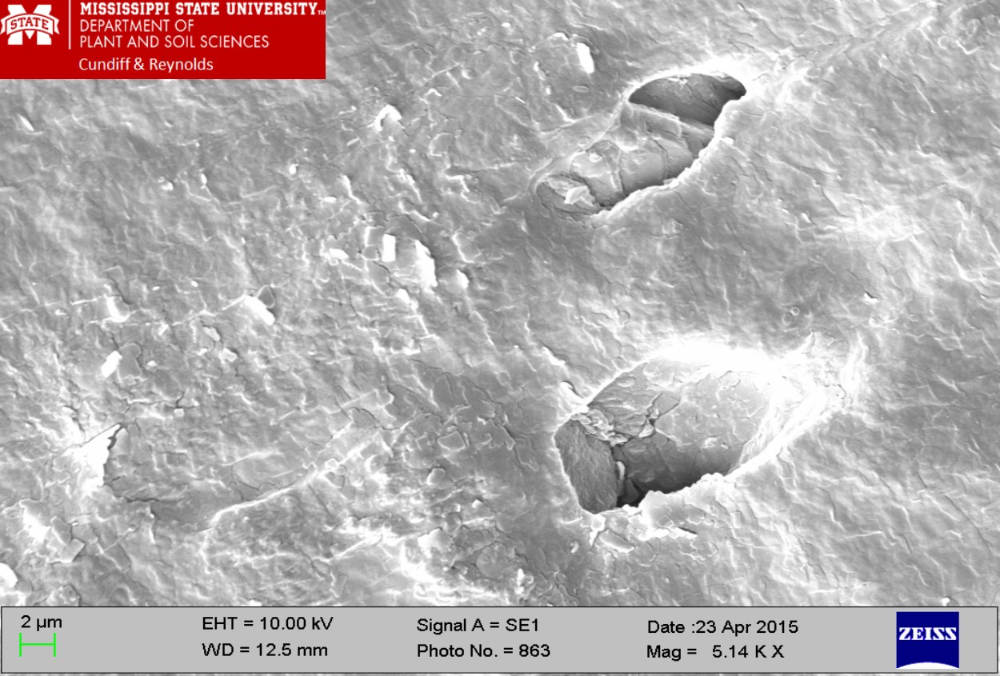 MISSISSIPPI STATE UNIVERSITY™
STATE
DEPARTMENT OF
PLANT AND SOIL SCIENCES
Cundiff & Reynolds
2 µm
EHT = 10.00 kV
WD = 12.5 mm
Signal A = SE1
Photo No. = 863
Date :23 Apr 2015
Mag = 5.14 K X
ZEISS